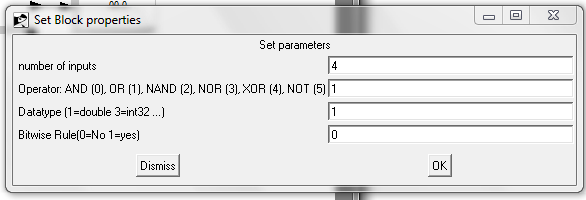 Set Block properties
Set parameters
number of inputs 4
Operator: AND (0), OR (1), NAND (2), NOR (3), XOR (4), NOT (5) 1
Datatype (1=double 3=int32 ...) 1
Bitwise Rule(0=No 1=yes) 0
Dismiss OK